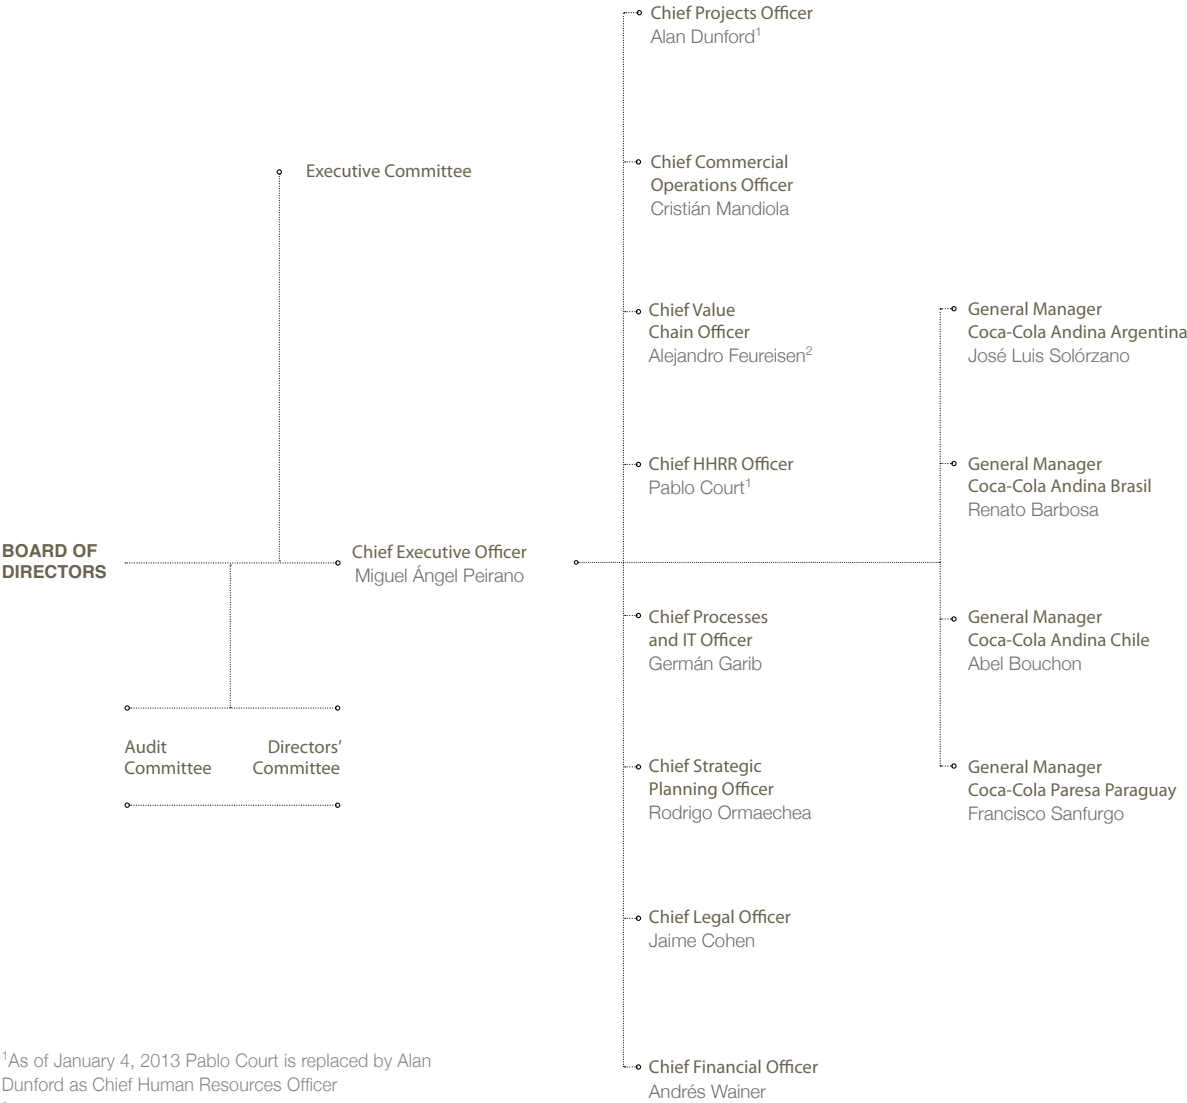 Chief Projects Officer
Alan Dunford¹
Executive Committee
Chief Commercial
Operations Officer
Cristián Mandiola
Chief Value
Chain Officer
Alejandro Feureisen²
General Manager
Coca-Cola Andina Argentina
José Luis Solórzano
Chief HHRR Officer
Pablo Court¹
General Manager
Coca-Cola Andina Brasil
Renato Barbosa
BOARD OF
DIRECTORS
Chief Executive Officer
Miguel Ángel Peirano
Chief Processes
and IT Officer
Germán Garib
General Manager
Coca-Cola Andina Chile
Abel Bouchon
Audit
Committee
Directors’
Committee
Chief Strategic
Planning Officer
Rodrigo Ormaechea
General Manager
Coca-Cola Paresa Paraguay
Francisco Sanfurgo
Chief Legal Officer
Jaime Cohen
Chief Financial Officer
Andrés Wainer
¹As of January 4, 2013 Pablo Court is replaced by Alan
Dunford as Chief Human Resources Officer